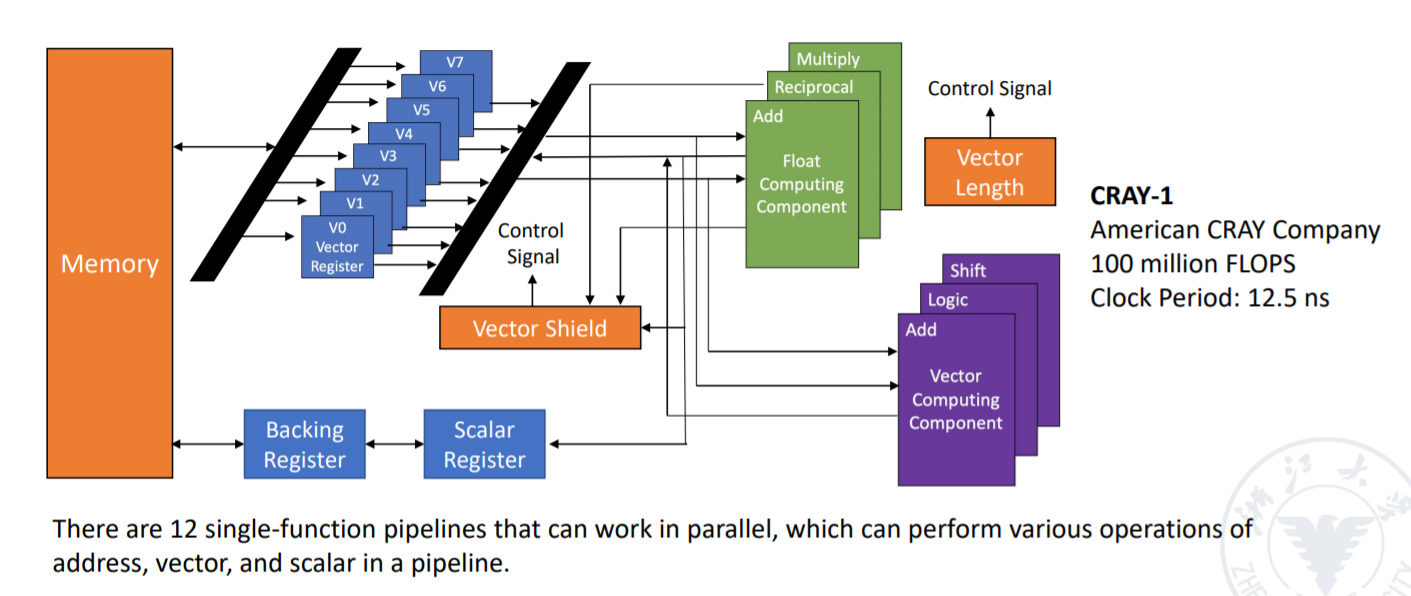 Memory
V7
V6
V5
V4
V3
V2
V1
V0
Vector
Register
Control
Signal
Vector Shield
Backing
Register
Scalar
Register
Multiply
Reciprocal
Add
Float
Computing
Component
Shift
Logic
Add
Vector
Computing
Component
Control Signal
Vector
Length
CRAY-1
American CRAY Company
100 million FLOPS
Clock Period: 12.5 ns
There are 12 single-function pipelines that can work in parallel, which can perform various operations of
address, vector, and scalar in a pipeline.